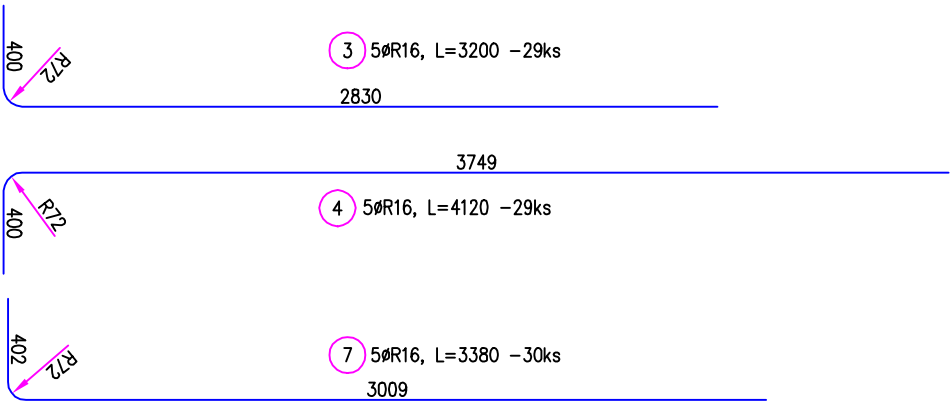 400
R72
3 5øR16, L=3200 -29ks
2830
3749
400
R72
4 5øR16, L=4120 -29ks
402
R72
7 5øR16, L=3380 -30ks
3009